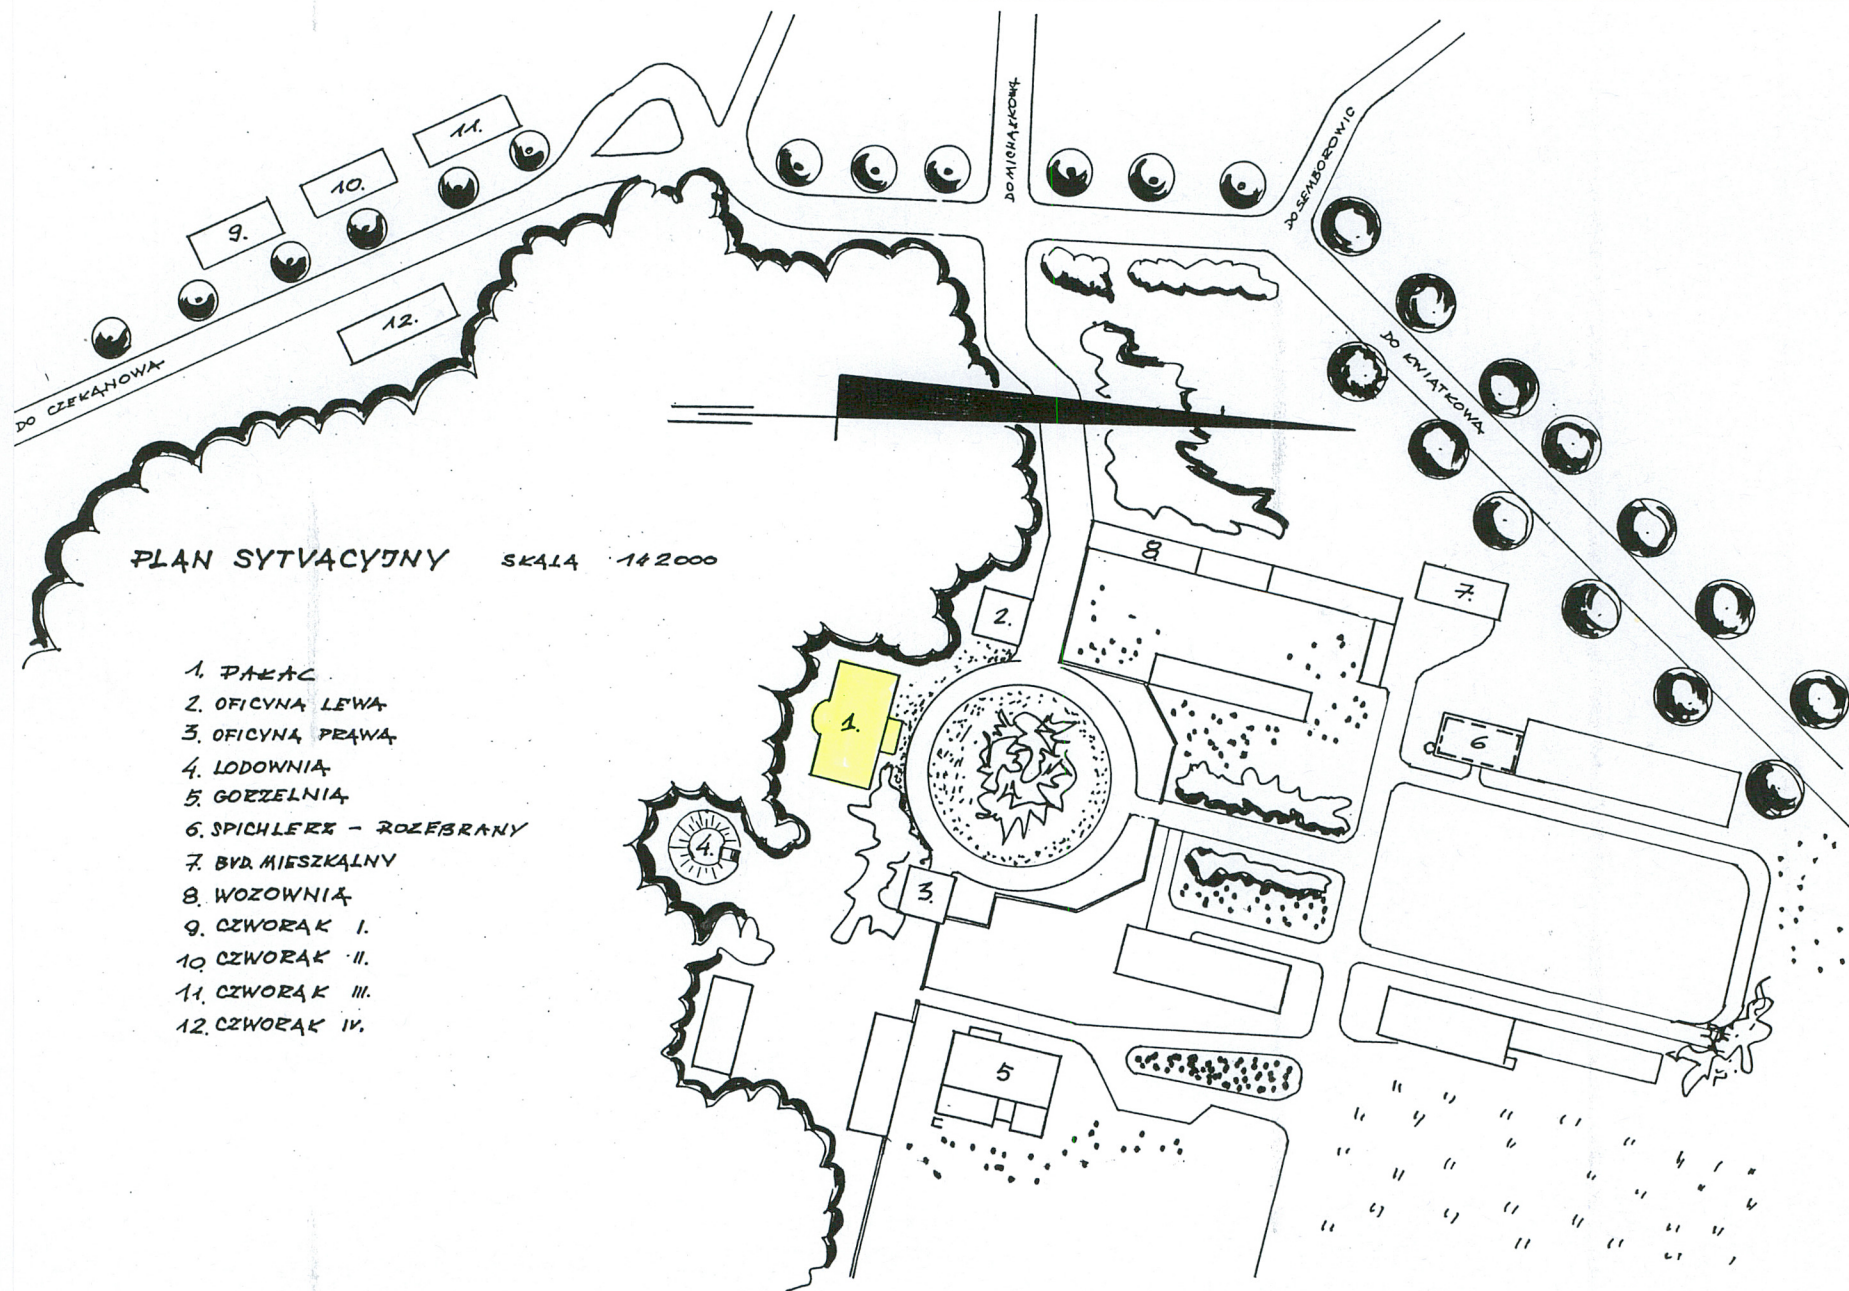 11.
10.
9.
12.
DO CZEKANOWA
DO MICHAŁKOWA
DO SEMBOROWIC
DO KWIATKOWA
PLAN SYTUACYJNY SKALA 1:2000
1. PAŁAC
2. OFICYNA LEWA
3. OFICYNA PRAWA
4. LODOWNIA
5. GORZELNIA
6. SPICHLERZ - ROZEBRANY
7. BUD. MIESZKALNY
8. WOZOWNIA
9. CZWORAK I.
10. CZWORAK II.
11. CZWORAK III.
12. CZWORAK IV.
8.
7.
2.
1.
6
4.
3.
5